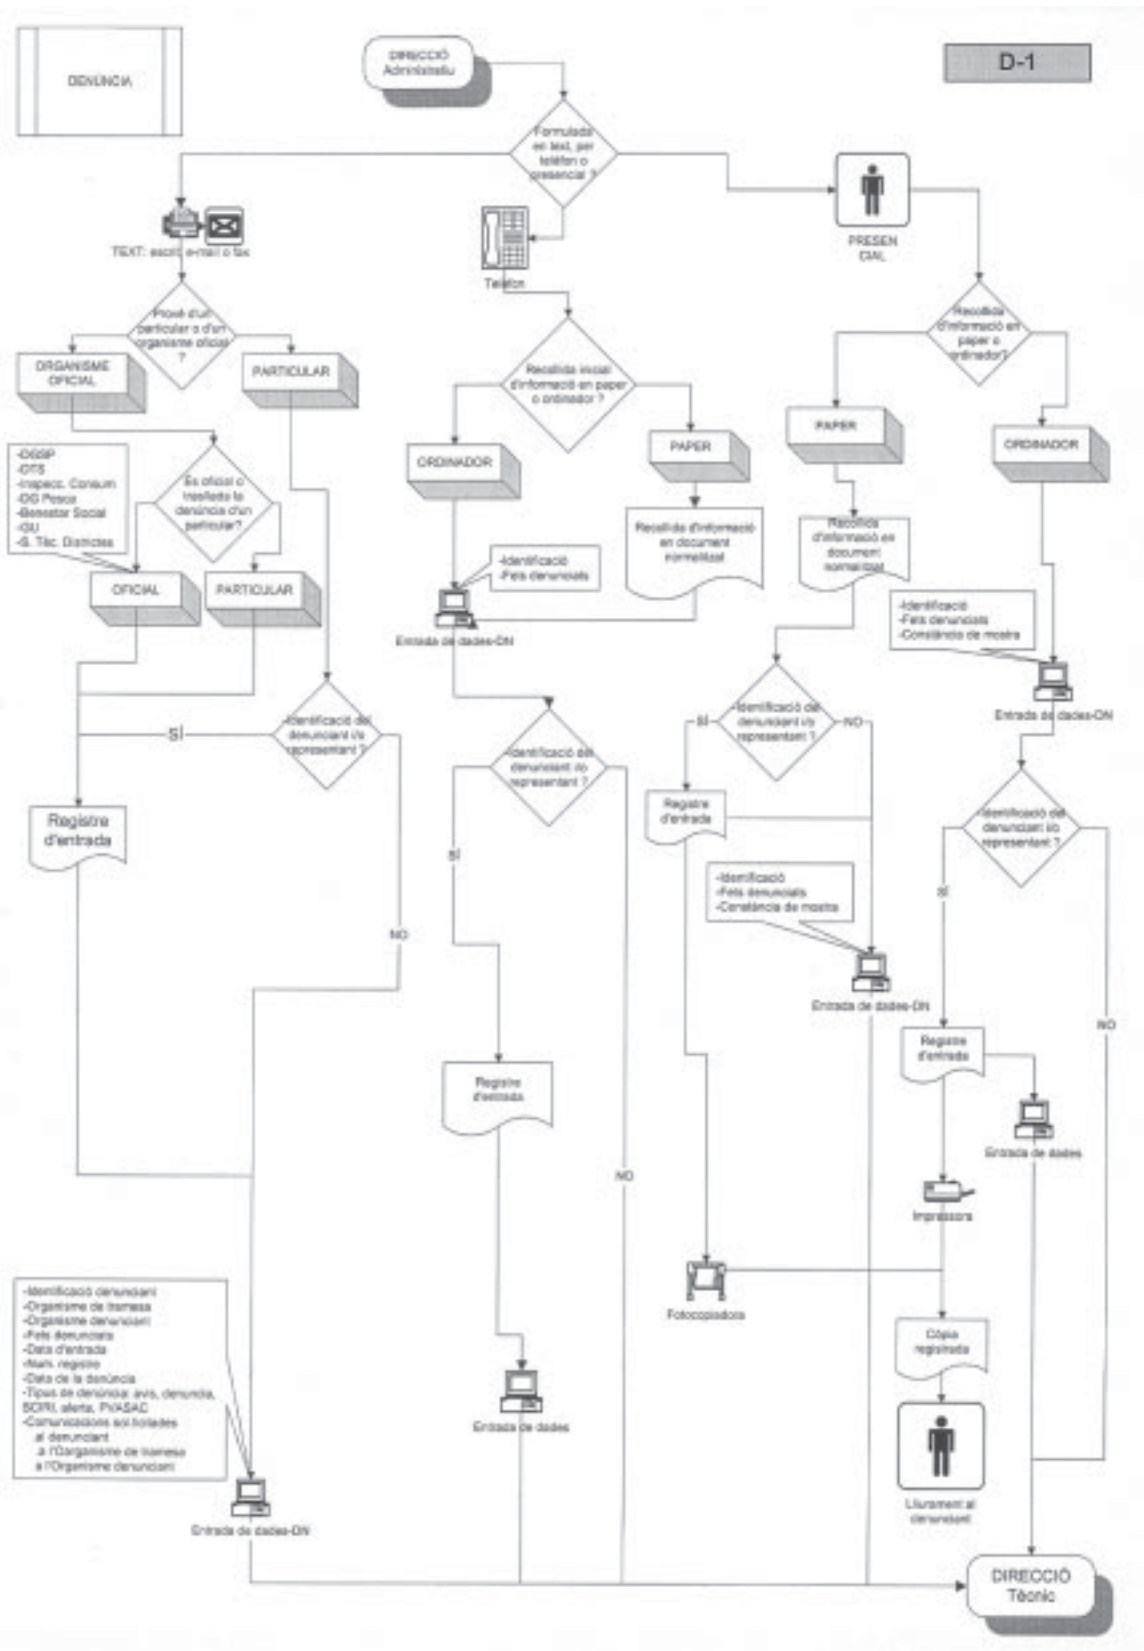 DENÚNCIA
DIRECCIÓ
Administratiu
D-1
Formulada
en text, per
telèfon o
presencial ?
TEXT: escrit, e-mail o fax
Telèfon
PRESEN
CIAL
Prové d'un
particular o d'un
organisme oficial
?
ORGANISME
OFICIAL
PARTICULAR
Recollida inicial
d'informació en paper
o ordinador ?
Recollida
d'informació en
paper o
ordinador?
ORDINADOR
PAPER
PAPER
ORDINADOR
-DGSP
-DTS
-Inspecc. Consum
-DG Pesca
-Benestar Social
-GU
-S. Tèc. Districtes
Es oficial o
trasllada la
denúncia d'un
particular?
OFICIAL
PARTICULAR
Recollida d'informació
en document
normalitzat
Recollida
d'informació en
document
normalitzat
-Identificació
-Fets denunciats
Entrada de dades-DN
-Identificació
-Fets denunciats
-Constància de mostra
Entrada de dades-DN
-Identificació del
denunciant i/o
representant ?
SÍ
NO
Registre
d'entrada
-Identificació del
denunciant i/o
representant ?
SÍ
NO
Registre
d'entrada
Entrada de dades
-Identificació del
denunciant i/o
representant ?
SÍ
NO
Registre
d'entrada
-Identificació
-Fets denunciats
-Constància de mostra
Entrada de dades-DN
Fotocopiadora
-Identificació del
denunciant i/o
representant ?
SÍ
NO
Registre
d'entrada
Entrada de dades
Impressora
Còpia
registrada
Lliurament al
denunciant
-Identificació denunciant
-Organisme de tramesa
-Organisme denunciant
-Fets denunciats
-Data d'entrada
-Num. registre
-Data de la denúncia
-Tipus de denúncia: avis, denuncia,
SCIRI, alerta, PVASAC
-Comunicacions sol·licitades
al denunciant
a l'Oarganisme de tramesa
a l'Organisme denunciant
Entrada de dades-DN
DIRECCIÓ
Tècnic